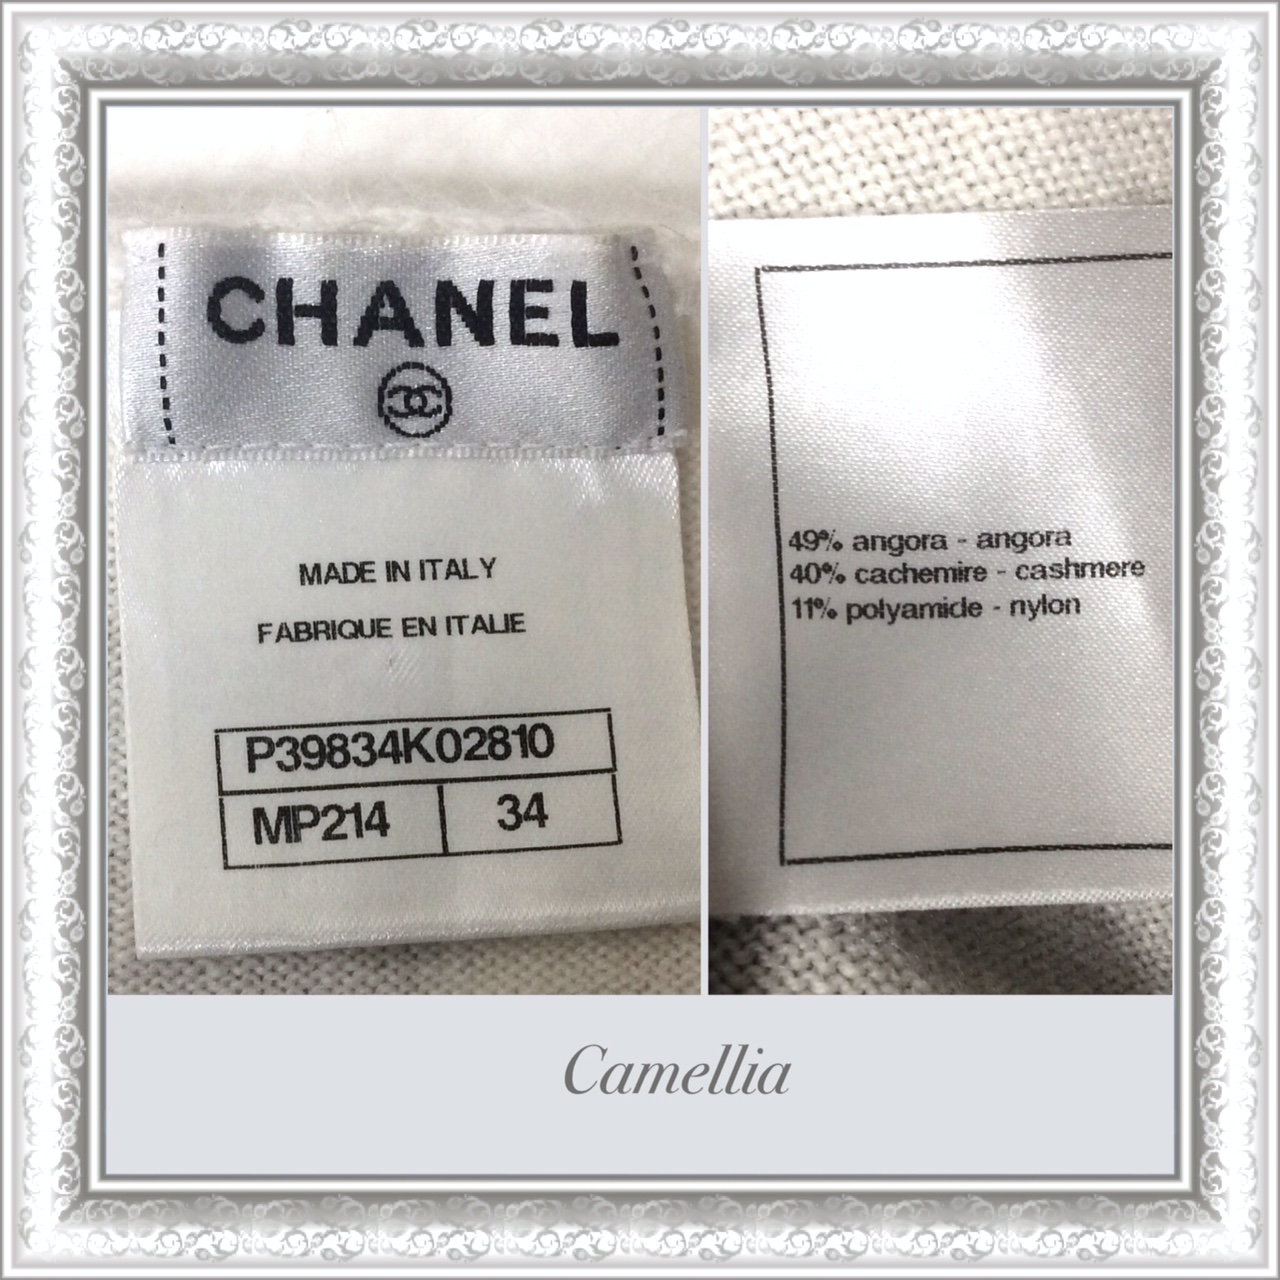 CHANEL
MADE IN ITALY
FABRIQUE EN ITALIE
P39834K02810
MP214 34
49% angora - angora
40% cachemire - cashmere
11% polyamide - nylon
Camellia